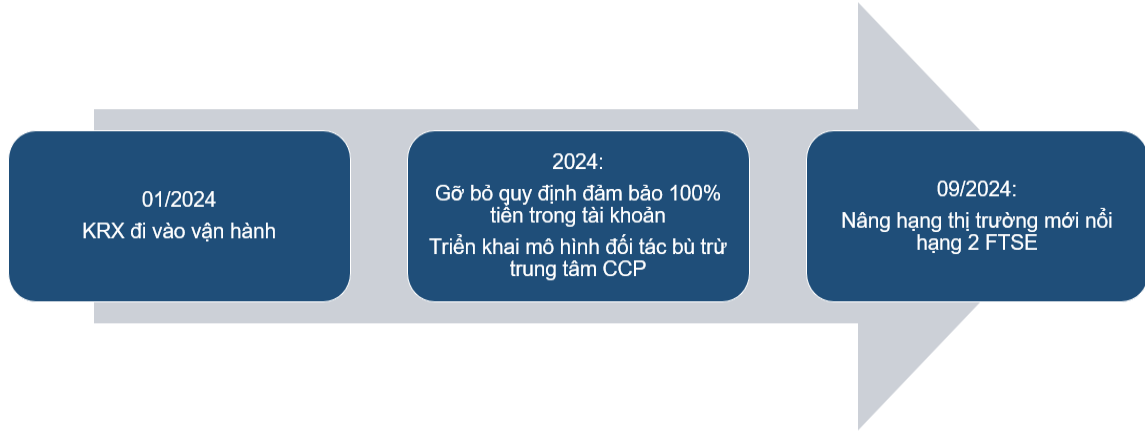 01/2024
KRX đi vào vận hành
2024:
Gỡ bỏ quy định đảm bảo 100%
tiền trong tài khoản
Triển khai mô hình đối tác bù trừ
trung tâm CCP
09/2024:
Nâng hạng thị trường mới nổi
hạng 2 FTSE